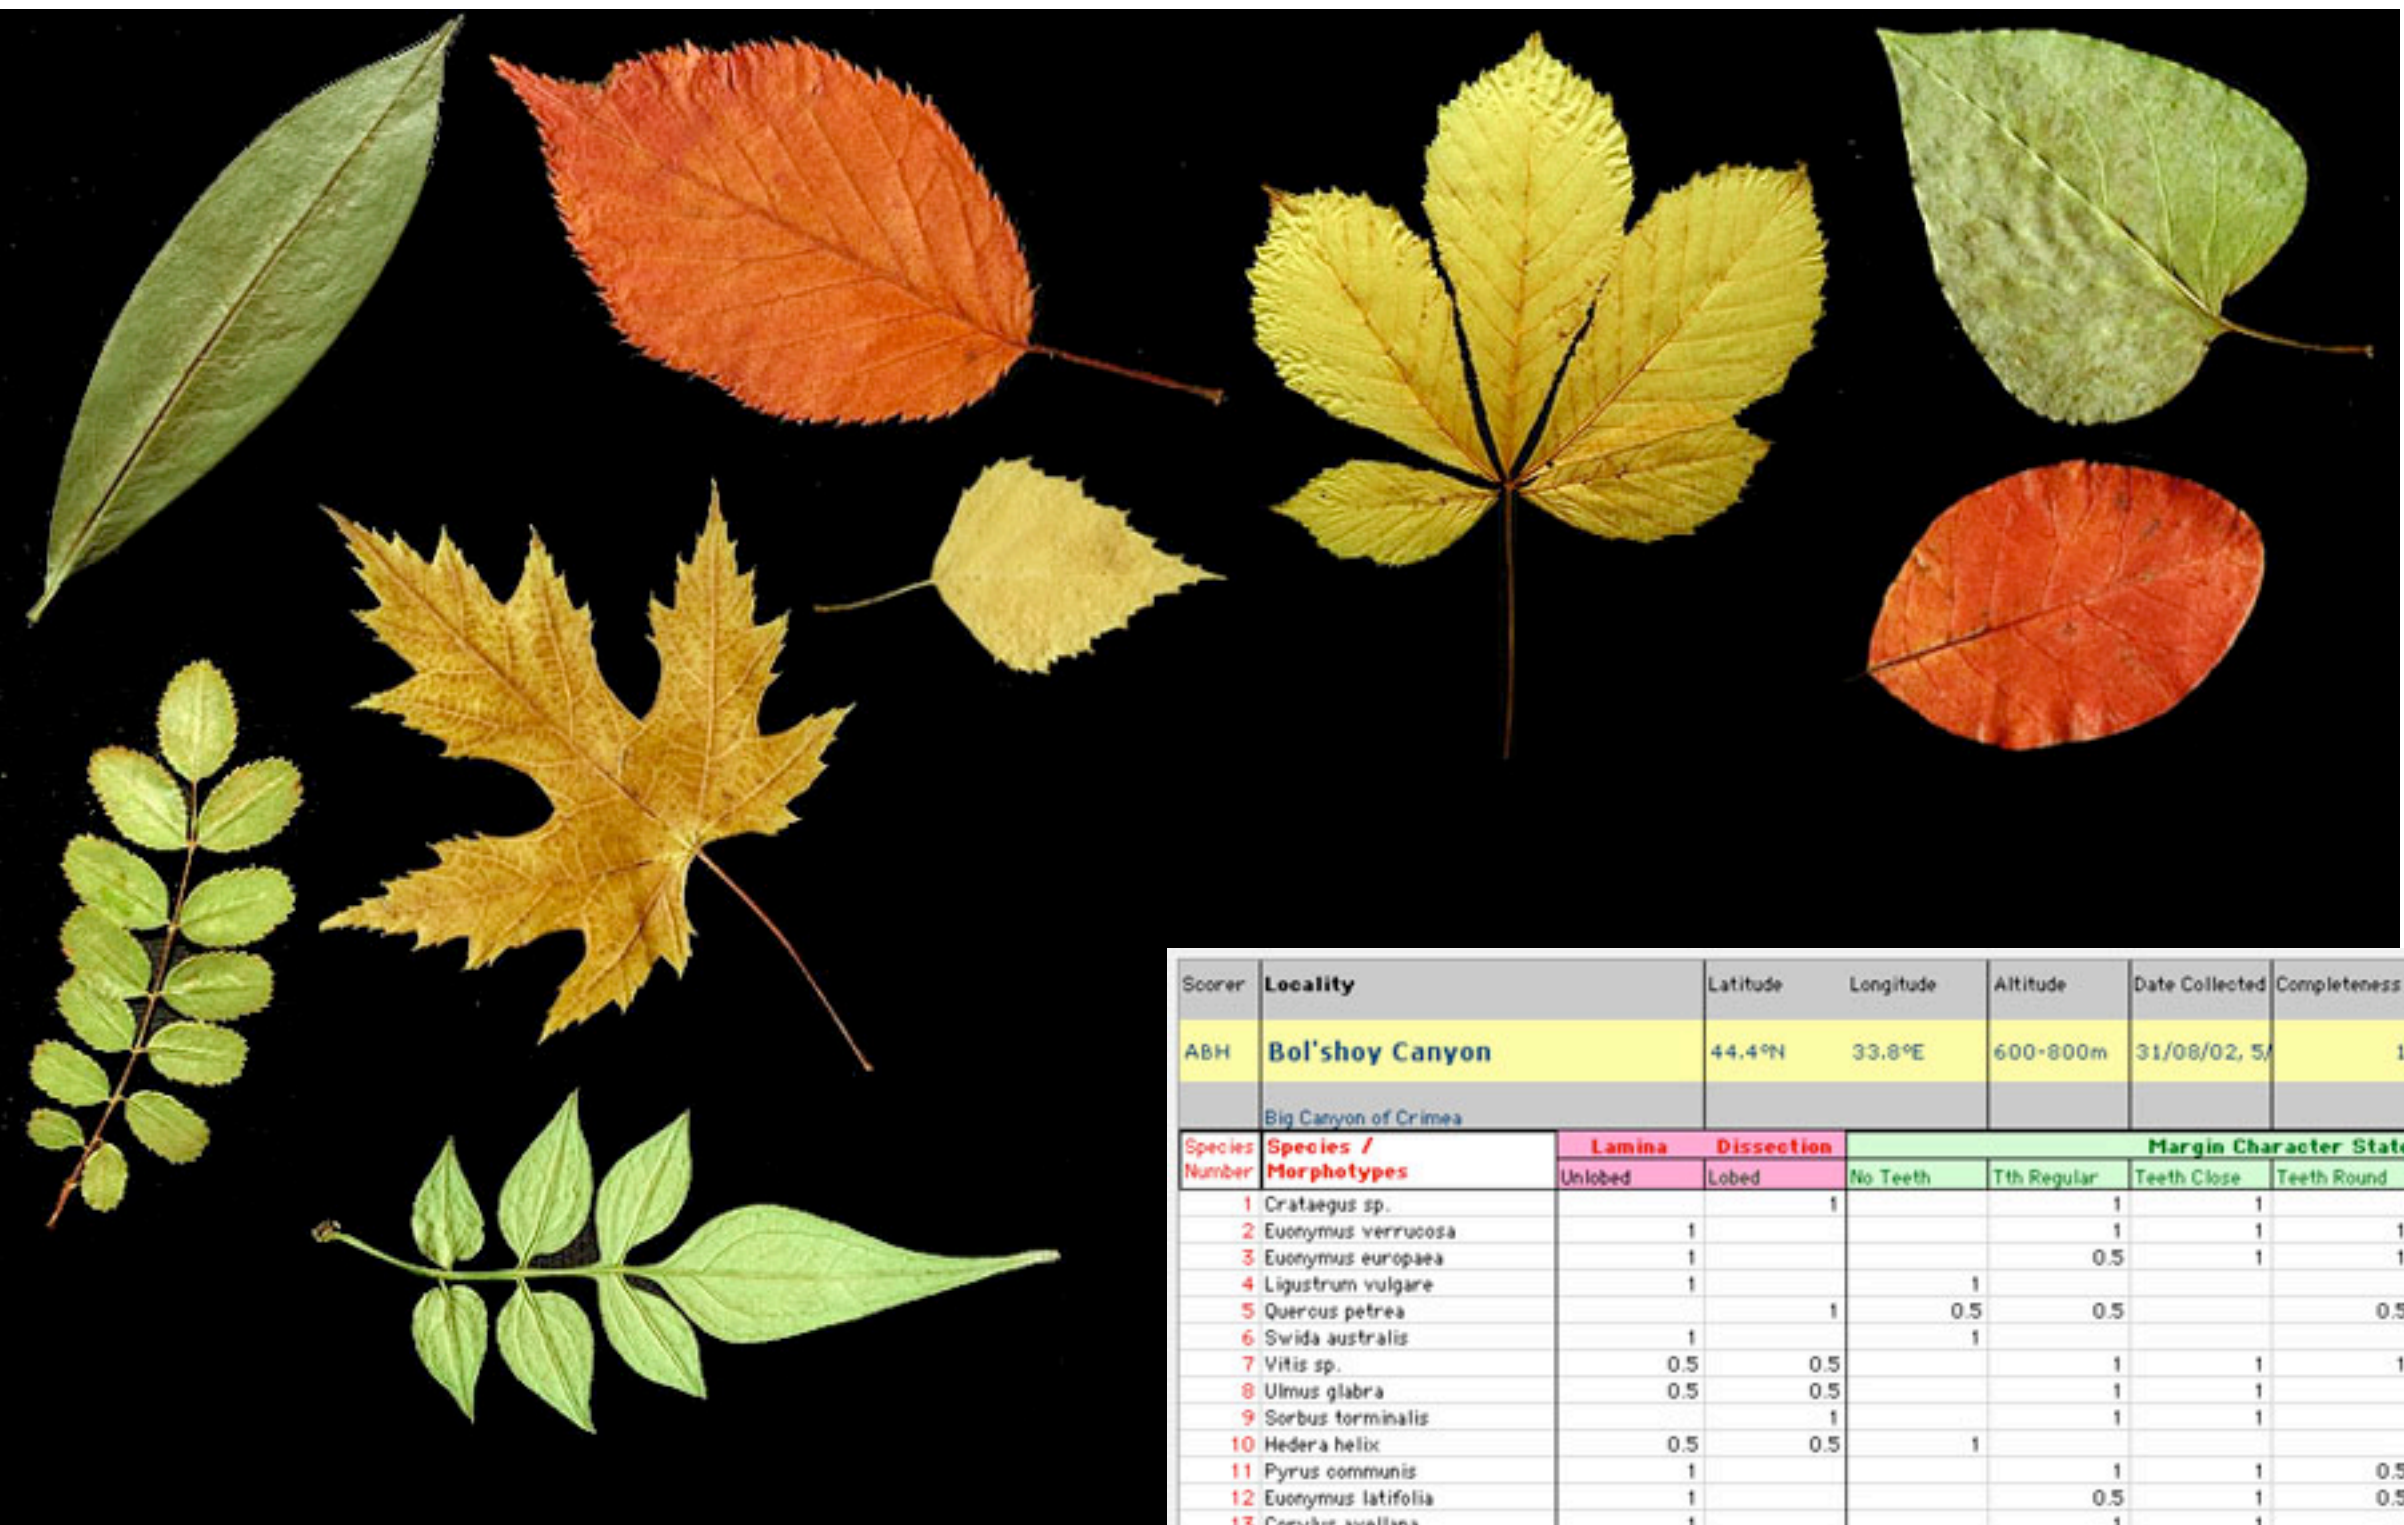 Scorer Locality Latitude Longitude Altitude Date Collected Completeness
ABH Bol'shoy Canyon 44.4ºN 33.8ºE 600-800m 31/08/02, 5/ 1
Big Canyon of Crimea
Species Number Species / Morphotypes Lamina Dissection Margin Character State
Unlobed Lobed No Teeth Tth Regular Teeth Close Teeth Round
1 Crataegus sp. 1 1 1
2 Euonymus verrucosa 1 1 1 1
3 Euonymus europaea 1 0.5 1 1
4 Ligustrum vulgare 1 1
5 Quercus petrea 1 0.5 0.5 0.5
6 Swida australis 1 1
7 Vitis sp. 0.5 0.5 1 1 1
8 Ulmus glabra 0.5 0.5 1 1
9 Sorbus torminalis 1 1 1
10 Hedera helix 0.5 0.5 1
11 Pyrus communis 1 1 1 0.5
12 Euonymus latifolia 1 0.5 1 0.5